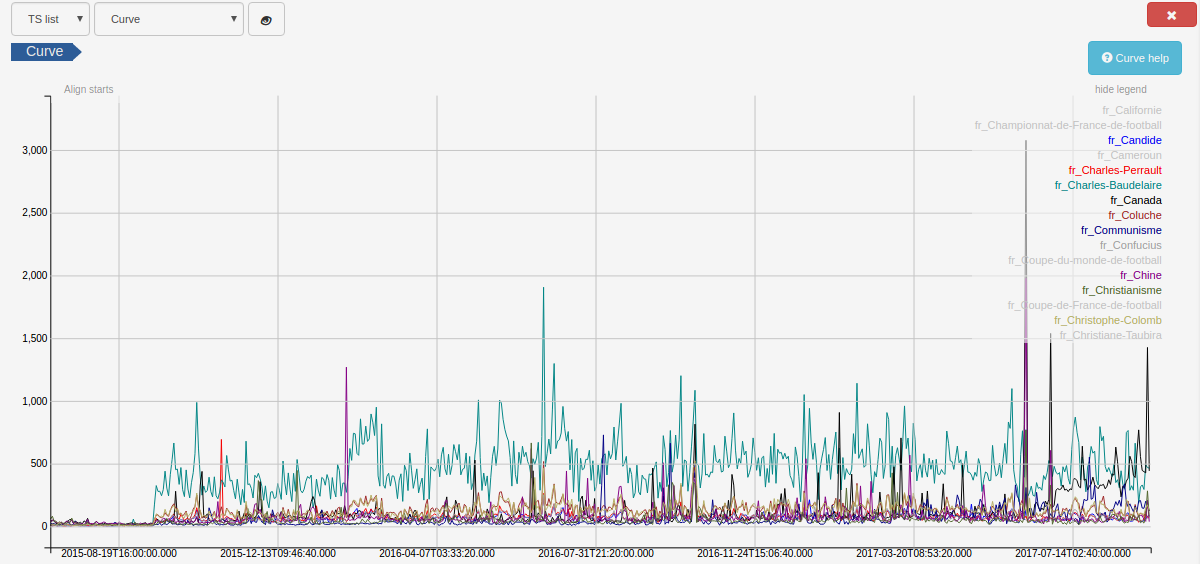 TS list
Curve
Curve
Curve help
Align starts
hide legend
fr_Californie
fr_Championnat-de-France-de-football
fr_Candide
fr_Cameroun
fr_Charles-Perrault
fr_Charles-Baudelaire
fr_Canada
fr_Coluche
fr_Communisme
fr_Confucius
fr_Coupe-du-monde-de-football
fr_Chine
fr_Christianisme
fr_Coupe-de-France-de-football
fr_Christophe-Colomb
fr_Christiane-Taubira
3,000
2,500
2,000
1,500
1,000
500
0
2015-08-19T16:00:00.000
2015-12-13T09:46:40.000
2016-04-07T03:33:20.000
2016-07-31T21:20:00.000
2016-11-24T15:06:40.000
2017-03-20T08:53:20.000
2017-07-14T02:40:00.000